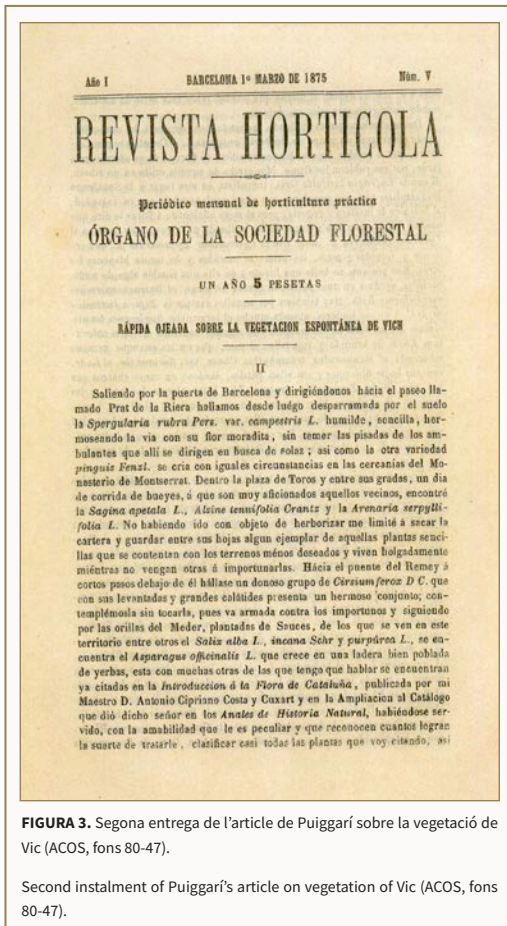 Año I BARCELONA 1º MARZO DE 1875 Núm. V
REVISTA HORTICOLA
Periódico mensual de horticultura práctica
ÓRGANO DE LA SOCIEDAD FLORESTAL
UN AÑO 5 PESETAS
RÁPIDA OJEADA SOBRE LA VEGETACION ESPONTÁNEA DE VICH
II
Saliendo por la puerta de Barcelona y dirigiéndonos hácia el paseo lla-
mado Prat de la Riera hallamos desde luégo desparramada por el suelo
la Spergularia rubra Pers. var. campestris L. humilde, sencilla, her-
moseando la via con su flor moradita, sin temer las pisadas de los am-
bulantes que allí se dirigen en busca de solaz; asi como la otra variedad
pinguis Fenzl. se cria con iguales circunstancias en las cercanías del Mo-
nasterio de Montserrat. Dentro la plaza de Toros y entre sus gradas, un dia
de corrida de bueyes, á que son muy aficionados aquellos vecinos, encontré
la Sagina apetala L., Alsine tennifolia Crantz y la Arenaria serpylli-
folia L. No habiendo ido con objeto de herborizar me limité á sacar la
cartera y guardar entre sus hojas algun ejemplar de aquellas plantas senci-
llas que se contentan con los terrenos ménos deseados y viven holgadamente
miéntras no vengan otras á importunarlas. Hácia el puente del Remey á
cortos pasos debajo de él hállase un donoso grupo de Cirsium ferox D C. que
con sus levantadas y grandes calátides presenta un hermoso conjunto; con-
templémosla sin tocarla, pues va armada contra los importunos y siguiendo
por las orillas del Meder, plantadas de Sauces, de los que se ven en este
territorio entre otros el Salix alba L., incana Schr y purpúrea L., se en-
cuentra el Asparagus officinalis L. que crece en una ladera bien poblada
de yerbas, esta con muchas otras de las que tengo que hablar se encuentran
ya citadas en la Introduccion á la Flora de Cataluña, publicada por mi
Maestro D. Antonio Cipriano Costa y Cuxart y en la Ampliacion al Catálogo
que dió dicho señor en los Anales de Historia Natural, habiéndose ser-
vido, con la amabilidad que le es peculiar y que reconocen cuantos logran
la suerte de tratarle, clasificar casi todas las plantas que voy citando, asi
FIGURA 3. Segona entrega de l’article de Puiggarí sobre la vegetació de
Vic (ACOS, fons 80-47).
Second instalment of Puiggarí’s article on vegetation of Vic (ACOS, fons
80-47).